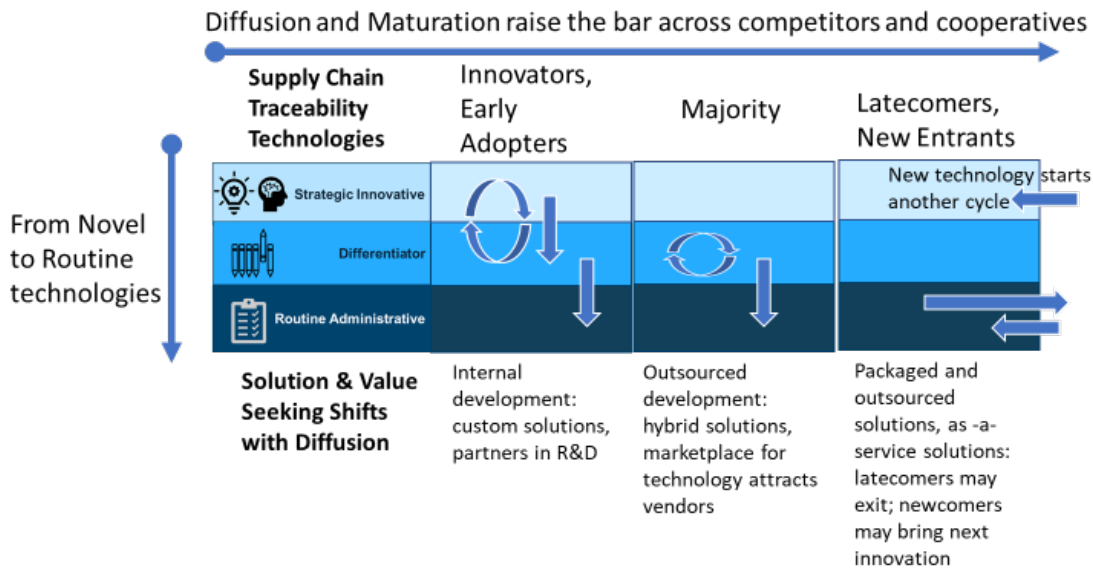 Diffusion and Maturation raise the bar across competitors and cooperatives
Supply Chain
Traceability
Technologies
Innovators,
Early
Adopters
Majority
Latecomers,
New Entrants
From Novel
to Routine
technologies
Strategic Innovative
New technology starts
another cycle
Differentiator
Routine Administrative
Solution & Value
Seeking Shifts
with Diffusion
Internal
development:
custom solutions,
partners in R&D
Outsourced
development:
hybrid solutions,
marketplace for
technology attracts
vendors
Packaged and
outsourced
solutions, as -a-
service solutions:
latecomers may
exit; newcomers
may bring next
innovation